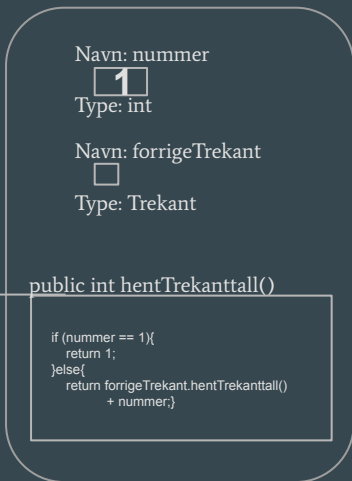 Navn: nummer
1
Type: int
Navn: forrigeTrekant
Type: Trekant
public int hentTrekanttall()
if (nummer == 1){
return 1;
}else{
return forrigeTrekant.hentTrekanttall()
+ nummer;}